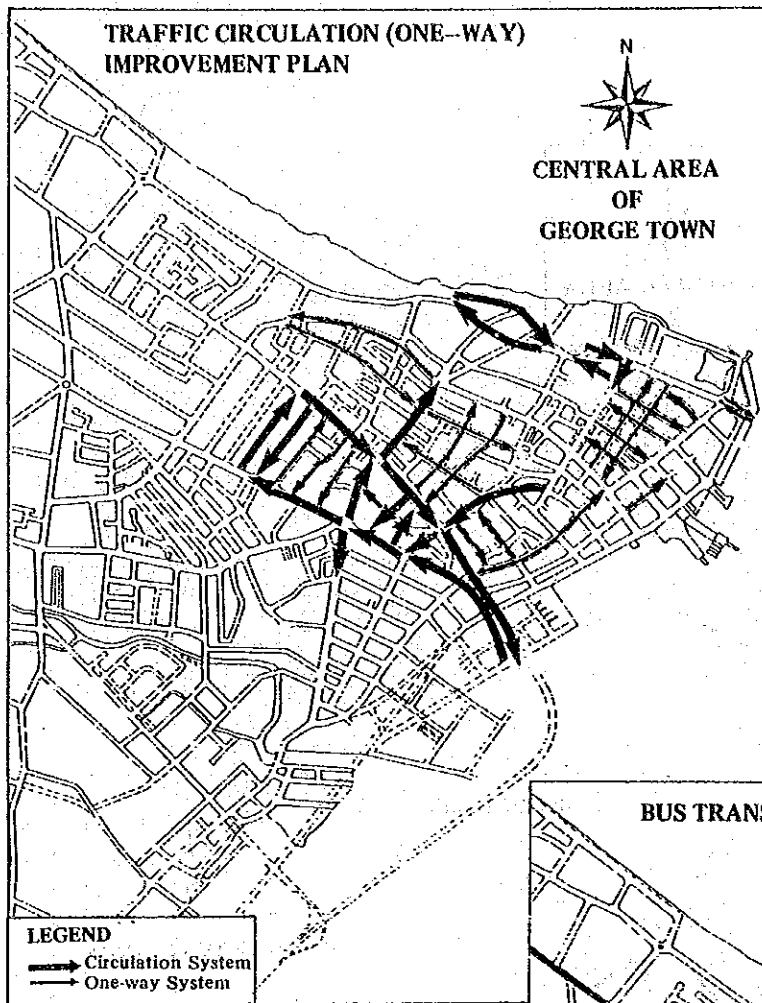 TRAFFIC CIRCULATION (ONE--WAY)
IMPROVEMENT PLAN
N
CENTRAL AREA
OF
GEORGE TOWN
BUS TRANS
LEGEND
Circulation System
One-way System